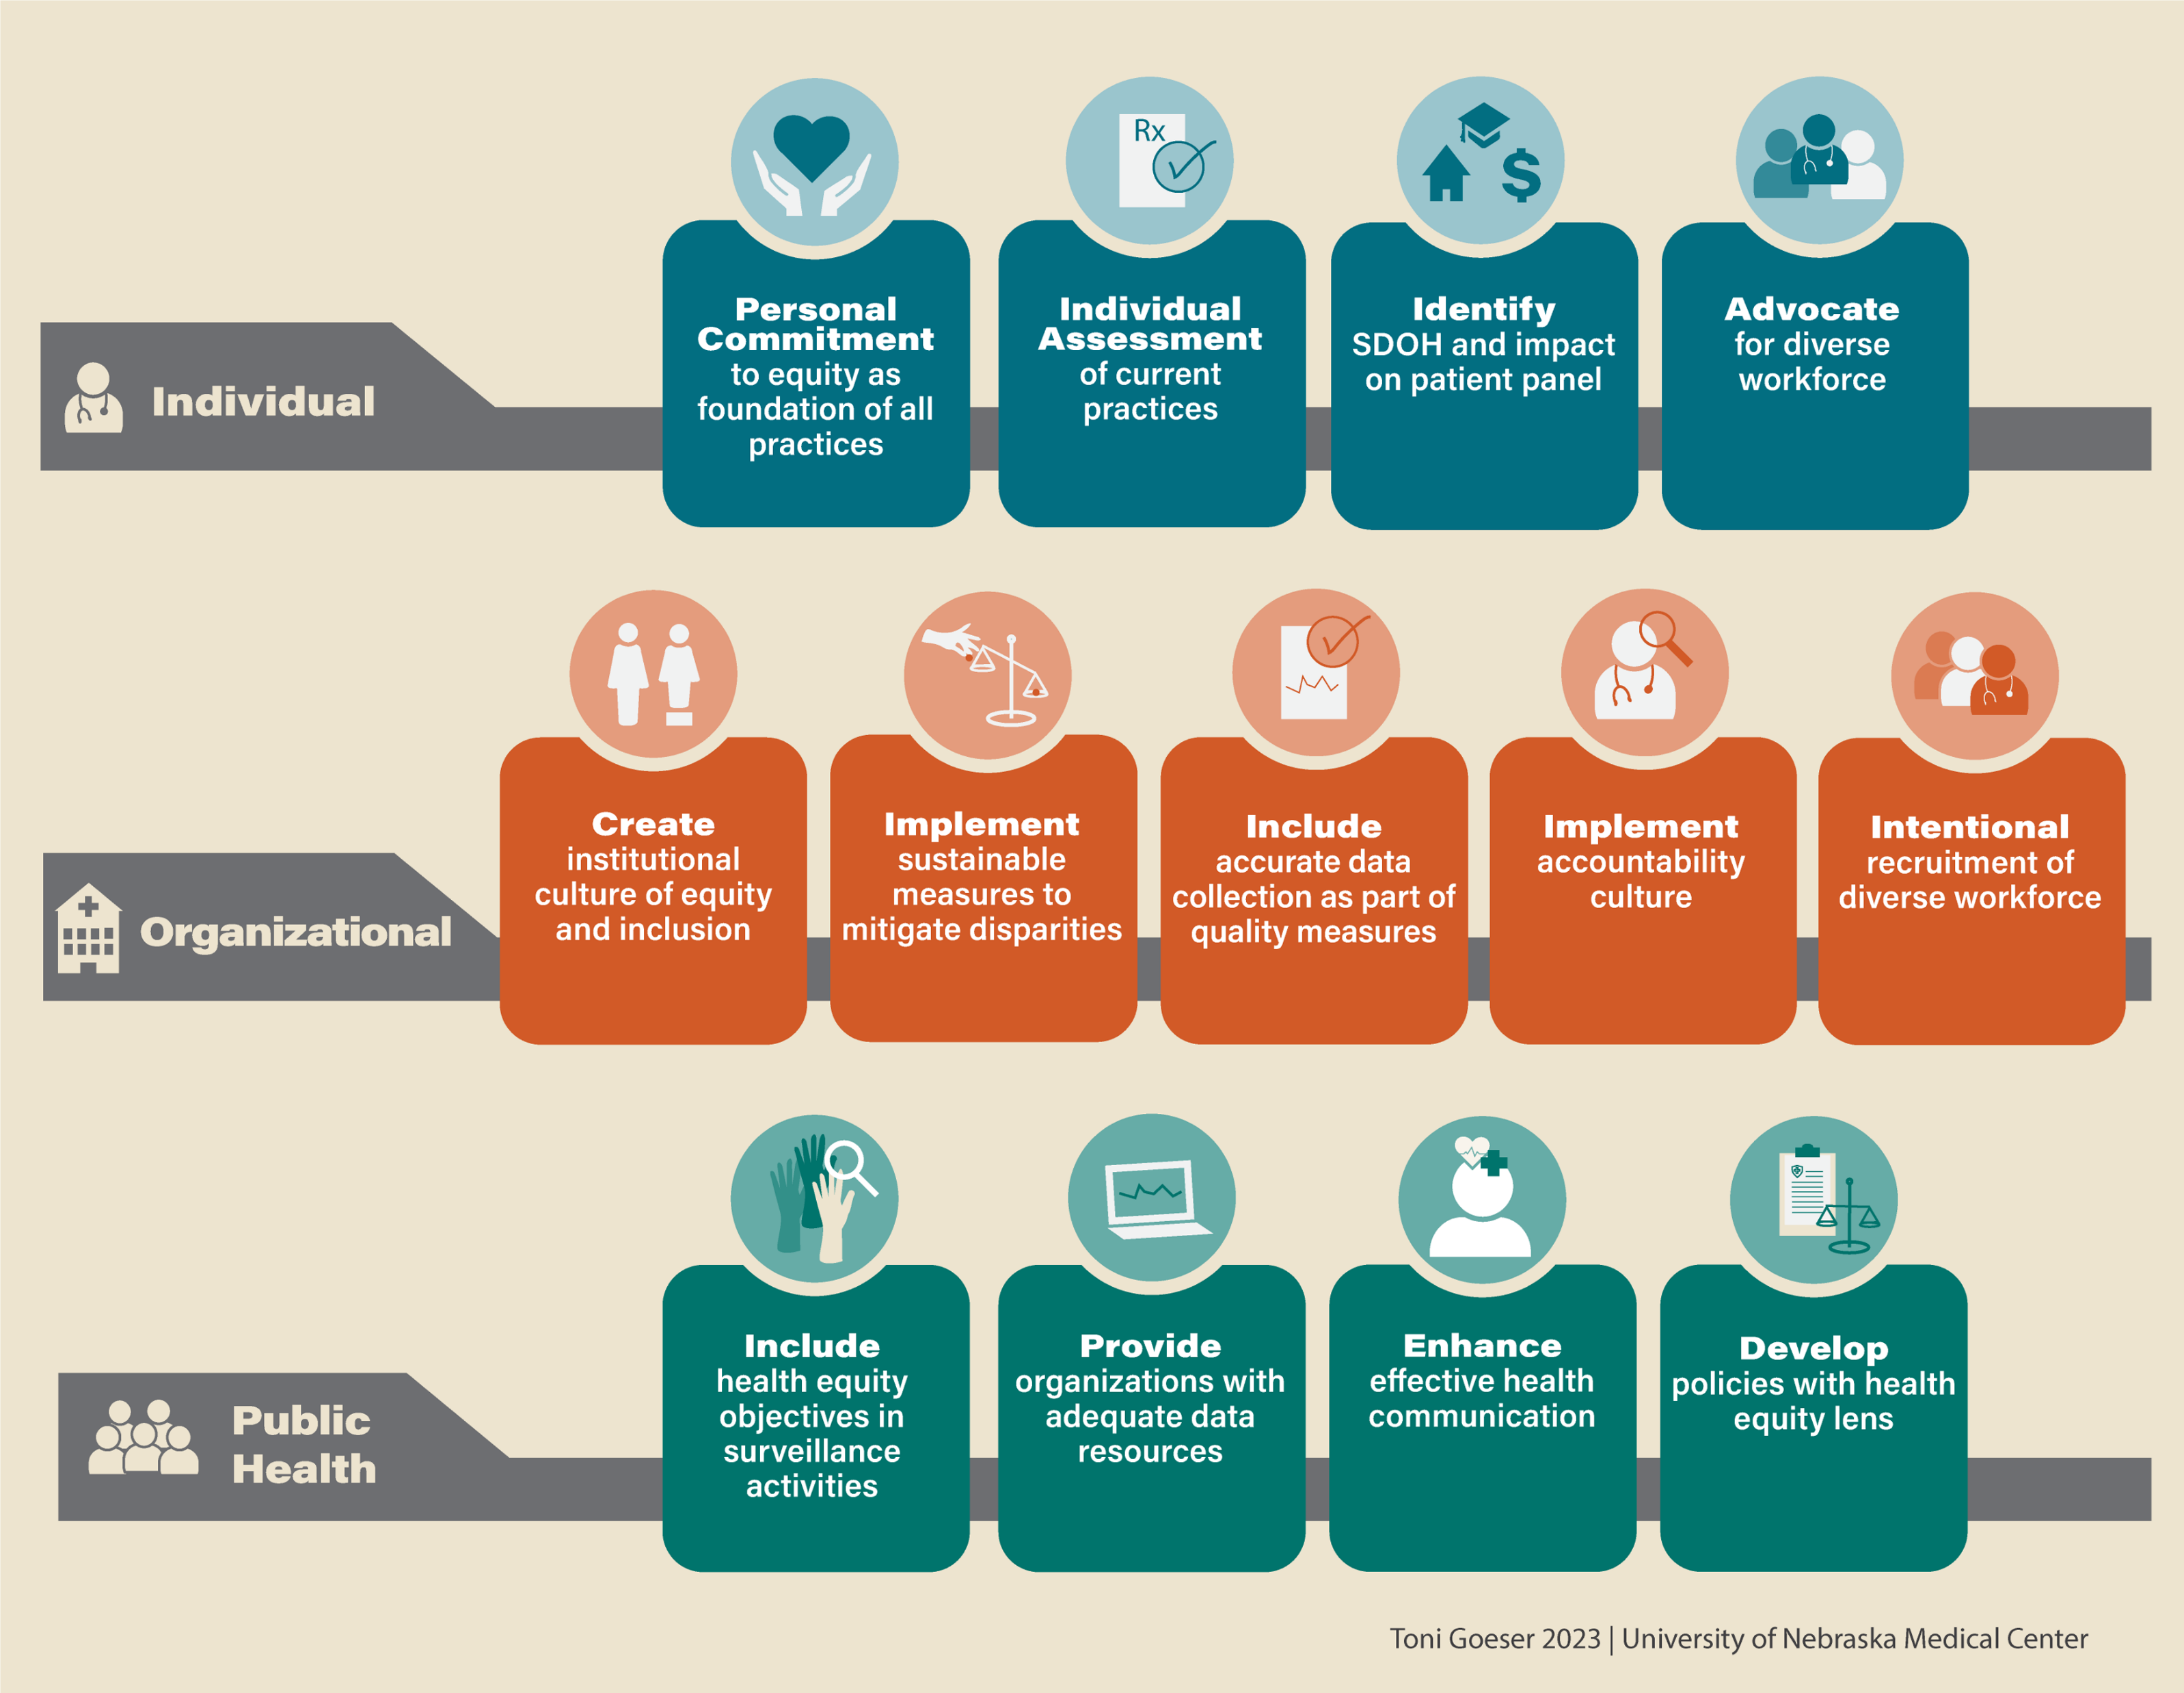 Rx
Individual
Personal
Commitment
to equity as
foundation of all
practices
Individual
Assessment
of current
practices
Identify
SDOH and impact
on patient panel
Advocate
for diverse
workforce
Organizational
Create
institutional
culture of equity
and inclusion
Implement
sustainable
measures to
mitigate disparities
Include
accurate data
collection as part of
quality measures
Implement
accountability
culture
Intentional
recruitment of
diverse workforce
Public
Health
Include
health equity
objectives in
surveillance
activities
Provide
organizations with
adequate data
resources
Enhance
effective health
communication
Develop
policies with health
equity lens
Toni Goeser 2023 | University of Nebraska Medical Center